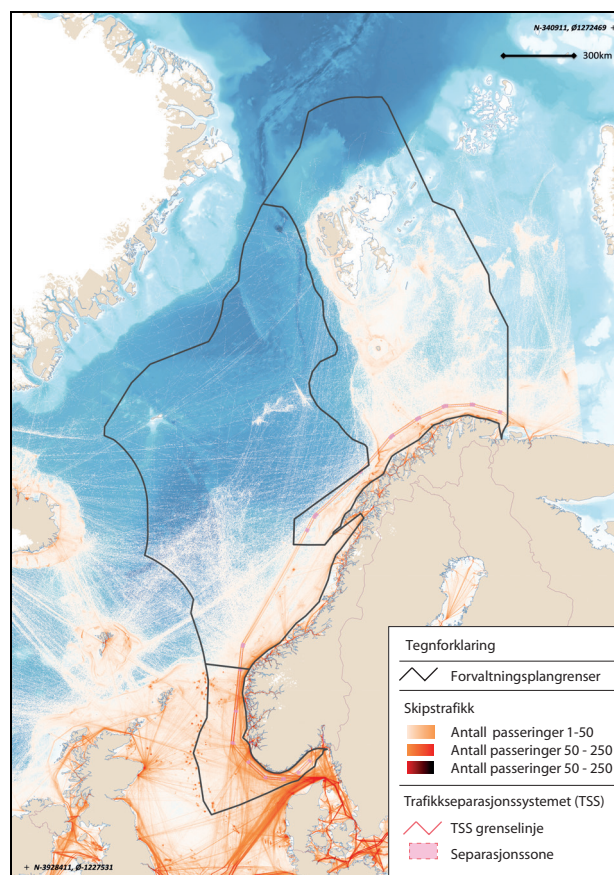 N-340911, Ø1272469 +
300km
Tegnforklaring
Forvaltningsplangrenser
Skipstrafikk
Antall passeringer 1-50
Antall passeringer 50 - 250
Antall passeringer 50 - 250
Trafikkseparasjonssystemet (TSS)
TSS grenselinje
Separasjonssone
+ N-3928411, Ø-1227531